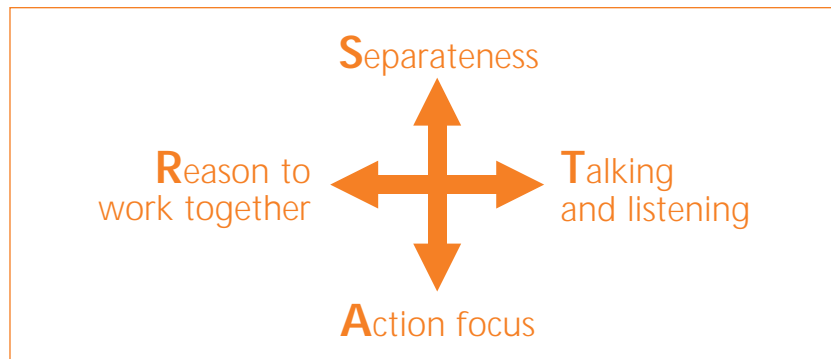 Separateness
Reason to
work together
Talking
and listening
Action focus